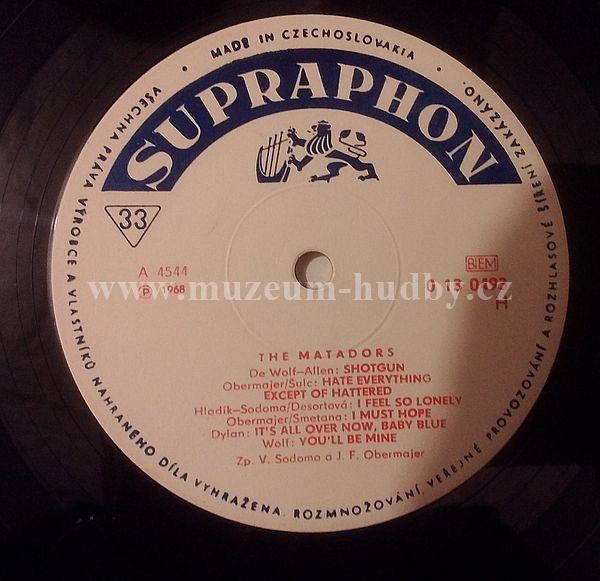 VŠECHNA PRÁVA VÝROBCE A VLASTNÍKŮ NAHRANÉHO DÍLA VYHRAŽENA. ROZMNOŽOVÁNÍ, VEŘEJNÉ PROVOZOVÁNÍ A ROZHLASOVÉ ŠÍŘENÍ ZAKÁZÁNO.
• MADE IN CZECHOSLOVAKIA •
SUPRAPHON
33
A 4544
BIEM
Ⓟ 1968
0 13 0493
H
www.muzeum-hudby.cz
THE MATADORS
De Wolf—Allen: SHOTGUN
Obermajer/Šulc: HATE EVERYTHING
EXCEPT OF HATTERED
Hladík—Sodoma/Desortová: I FEEL SO LONELY
Obermajer/Smetana: I MUST HOPE
Dylan: IT'S ALL OVER NOW, BABY BLUE
Wolf: YOU'LL BE MINE
Zp. V. Sodoma a J. F. Obermajer